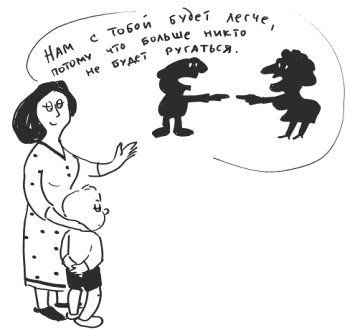 Нам с тобой будет легче,
потому что больше никто
не будет ругаться.